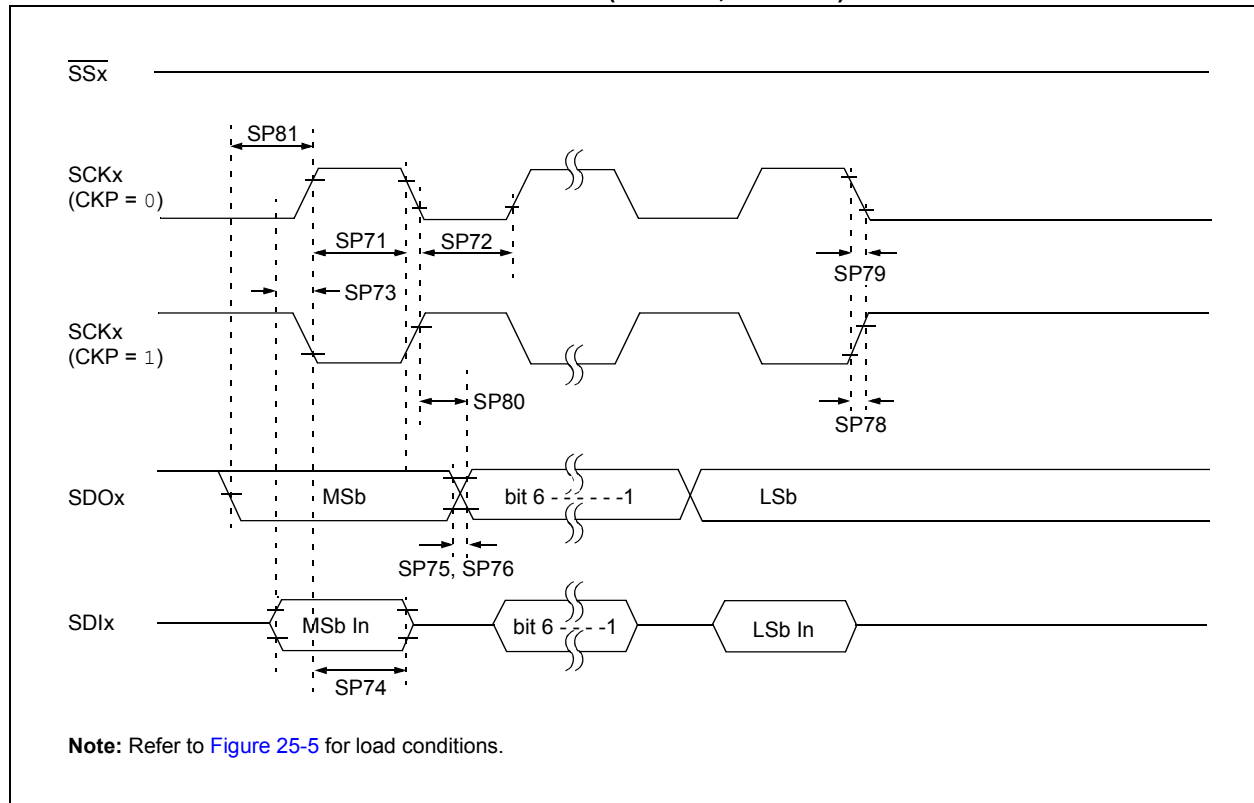 SSx
SP81
SCKx
(CKP = 0)
SP71
SP72
SP79
SP73
SCKx
(CKP = 1)
SP80
SP78
SDOx
MSb
bit 6 - - - - - - -1
LSb
SP75, SP76
SDIx
MSb In
bit 6 - - - - -1
LSb In
SP74
Note: Refer to Figure 25-5 for load conditions.